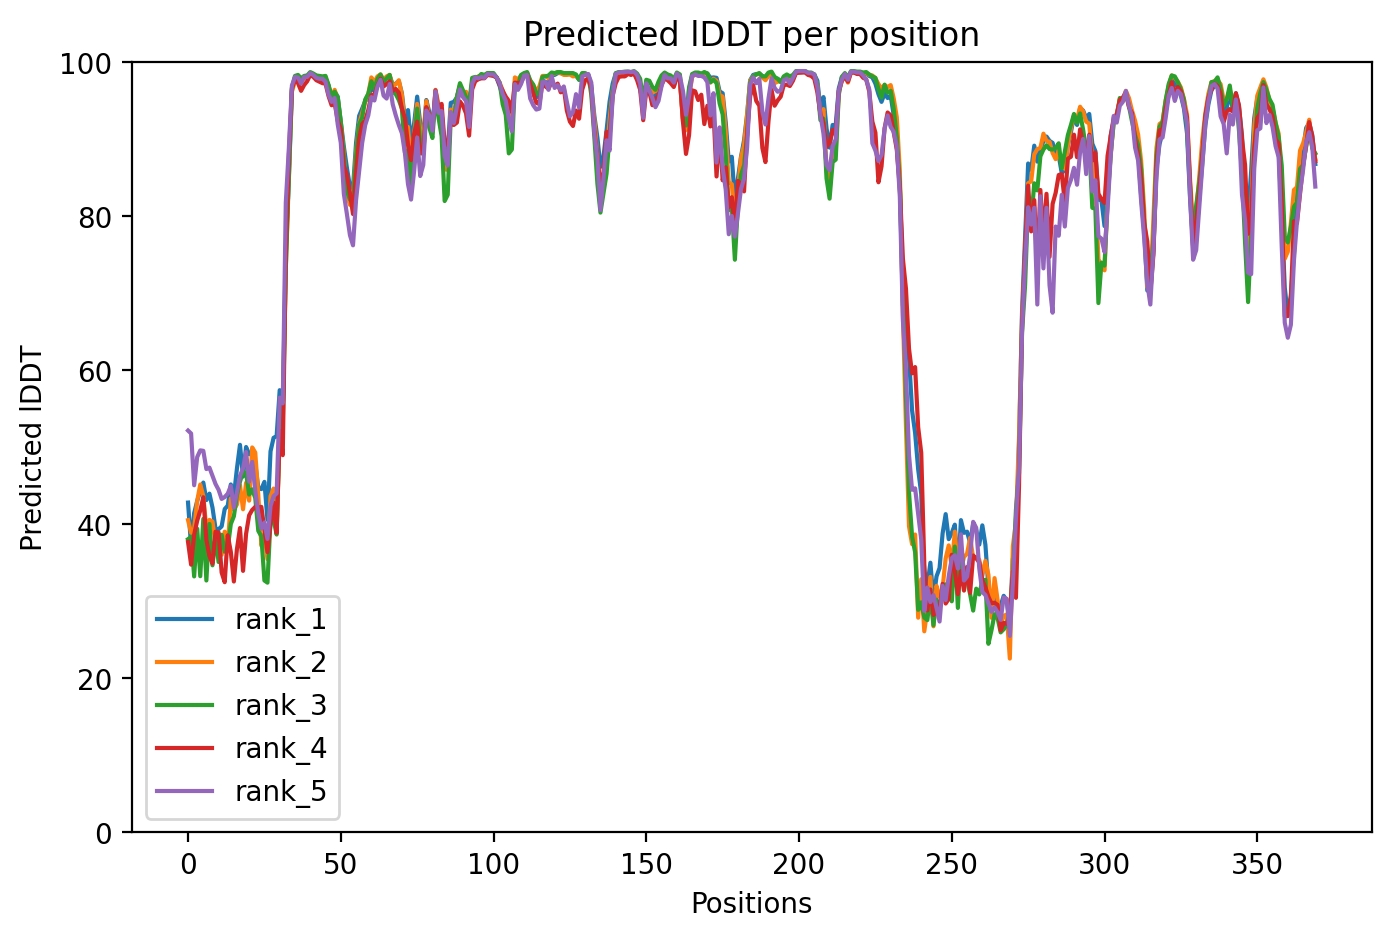 Predicted lDDT per position
100
80
60
40
20
0
Predicted lDDT
rank_1
rank_2
rank_3
rank_4
rank_5
0 50 100 150 200 250 300 350
Positions